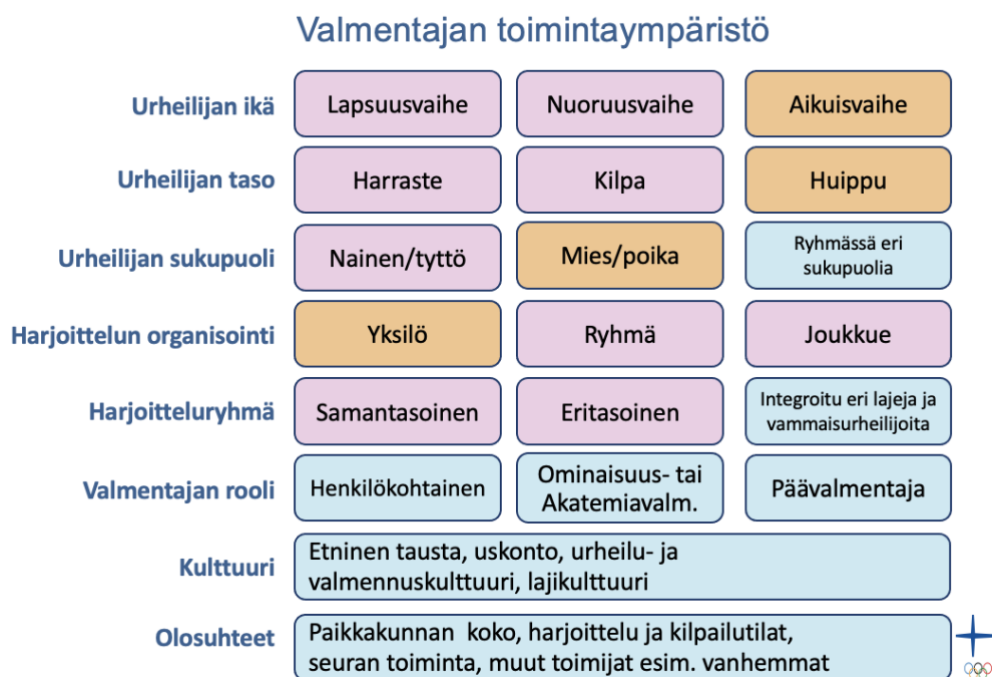 Valmentajan toimintaympäristö
Urheilijan ikä
Lapsuusvaihe
Nuoruusvaihe
Aikuisvaihe
Urheilijan taso
Harraste
Kilpa
Huippu
Urheilijan sukupuoli
Nainen/tyttö
Mies/poika
Ryhmässä eri
sukupuolia
Harjoittelun organisointi
Yksilö
Ryhmä
Joukkue
Harjoitteluryhmä
Samantasoinen
Eritasoinen
Integroitu eri lajeja ja
vammaisurheilijoita
Valmentajan rooli
Henkilökohtainen
Ominaisuus- tai
Akatemiavalm.
Päävalmentaja
Kulttuuri
Etninen tausta, uskonto, urheilu- ja
valmennuskulttuuri, lajikulttuuri
Olosuhteet
Paikkakunnan koko, harjoittelu ja kilpailutilat,
seuran toiminta, muut toimijat esim. vanhemmat